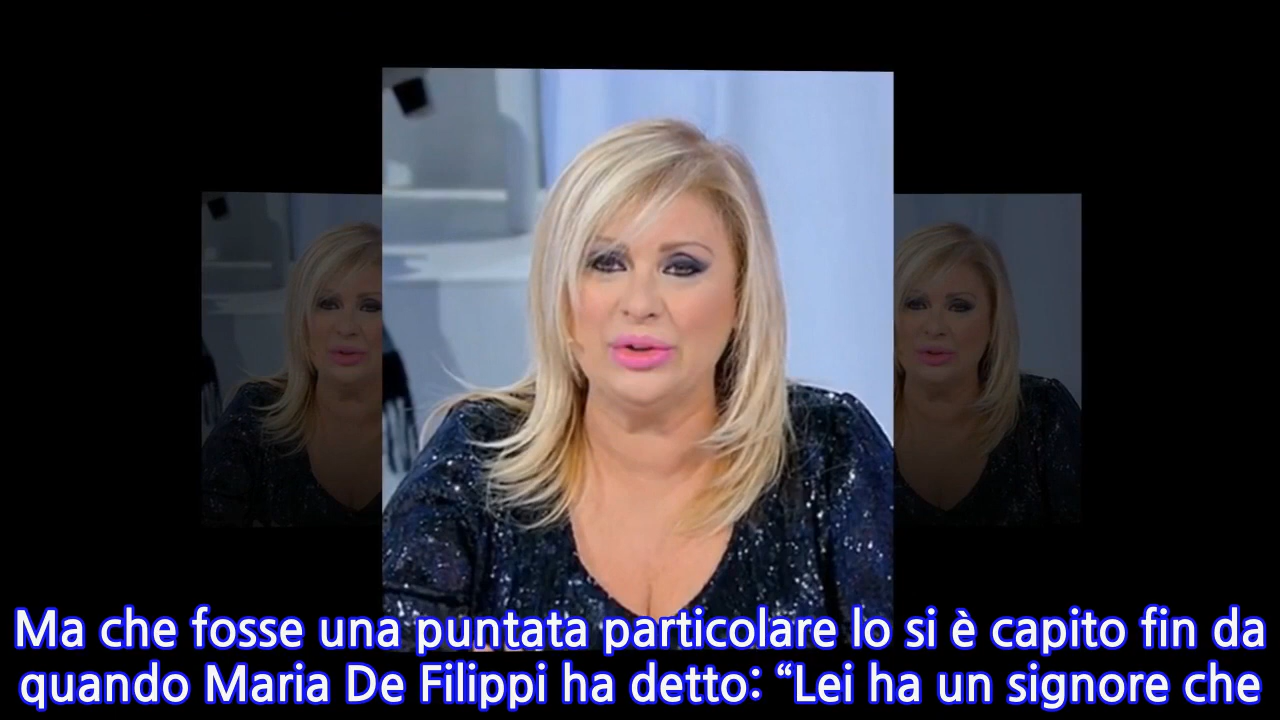 Ma che fosse una puntata particolare lo si è capito fin da
quando Maria De Filippi ha detto: “Lei ha un signore che